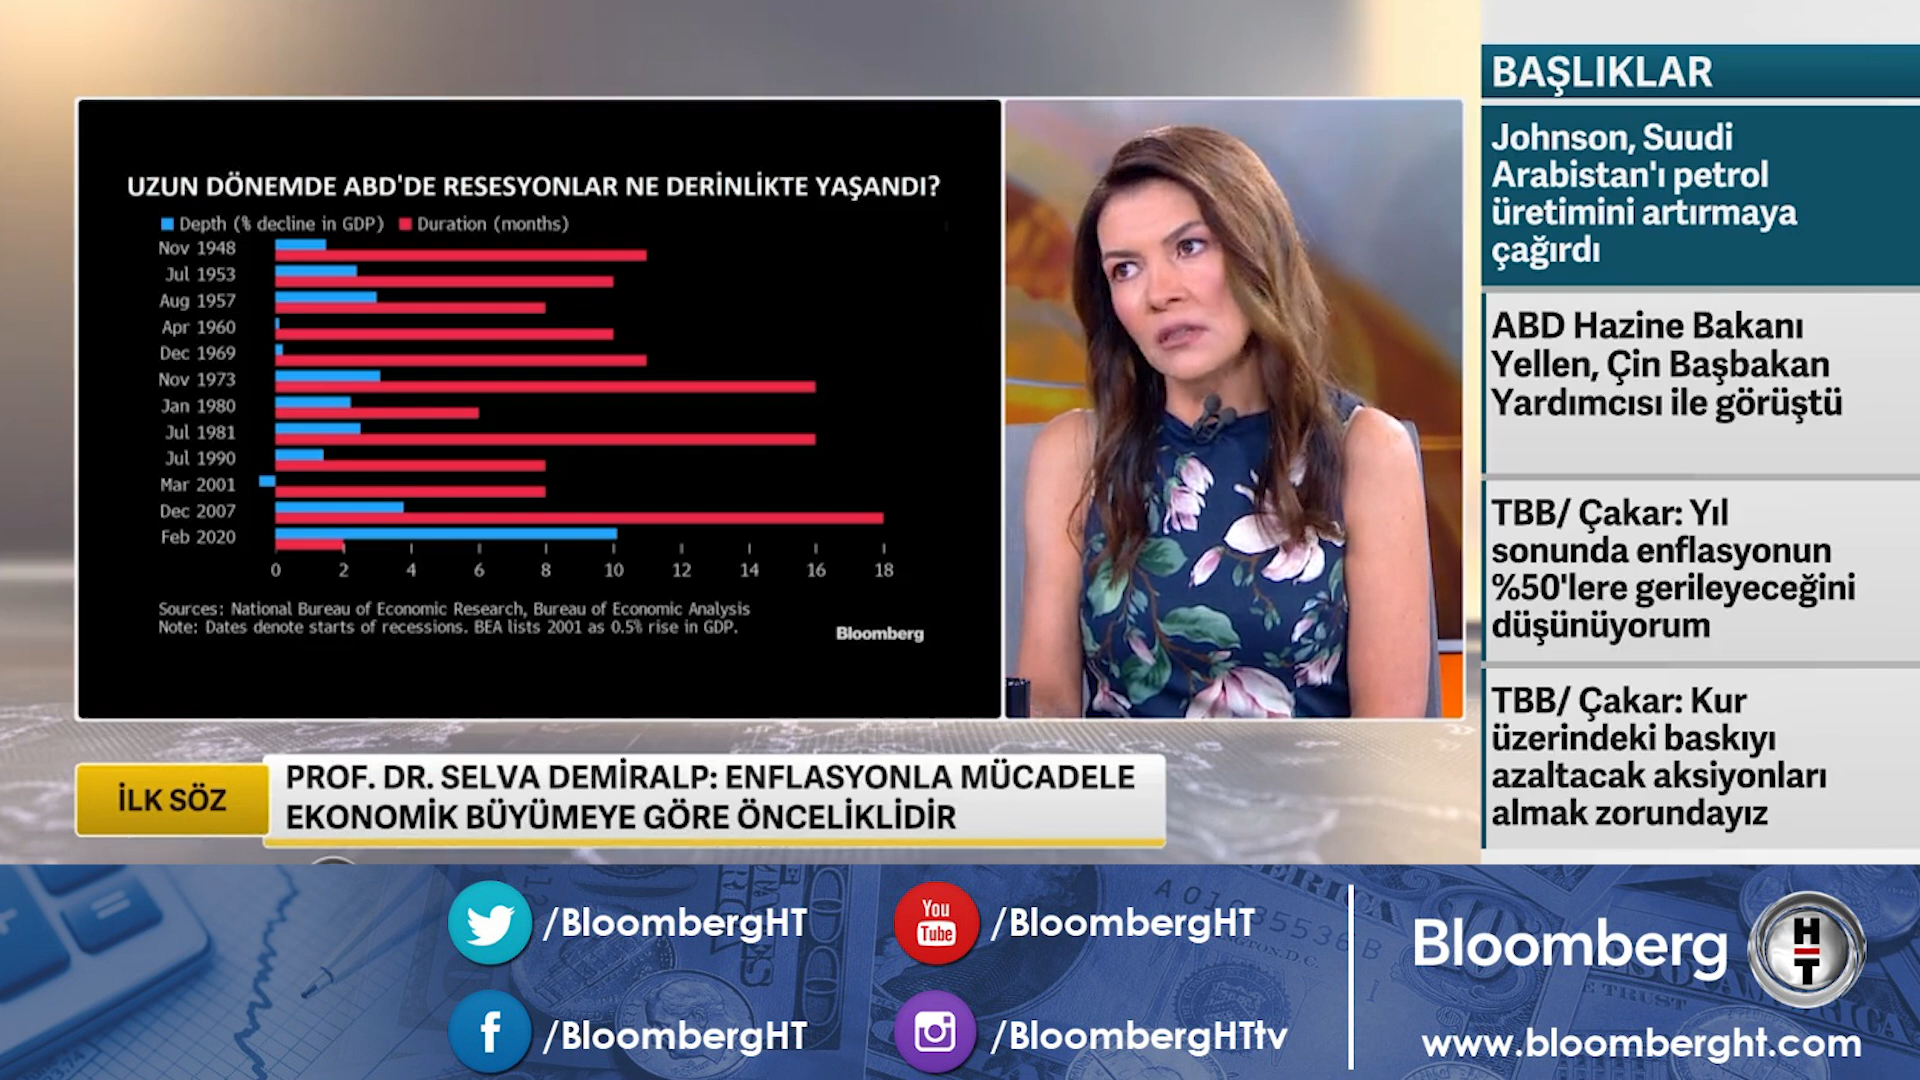 UZUN DÖNEMDE ABD'DE RESESYONLAR NE DERİNLİKTE YAŞANDI?
Depth (% decline in GDP) Duration (months)
Nov 1948
Jul 1953
Aug 1957
Apr 1960
Dec 1969
Nov 1973
Jan 1980
Jul 1981
Jul 1990
Mar 2001
Dec 2007
Feb 2020
0 2 4 6 8 10 12 14 16 18
Sources: National Bureau of Economic Research, Bureau of Economic Analysis
Note: Dates denote starts of recessions. BEA lists 2001 as 0.5% rise in GDP.
Bloomberg
BAŞLIKLAR
Johnson, Suudi
Arabistan'ı petrol
üretimini artırmaya
çağırdı
ABD Hazine Bakanı
Yellen, Çin Başbakan
Yardımcısı ile görüştü
TBB/ Çakar: Yıl
sonunda enflasyonun
%50'lere gerileyeceğini
düşünüyorum
TBB/ Çakar: Kur
üzerindeki baskıyı
azaltacak aksiyonları
almak zorundayız
İLK SÖZ
PROF. DR. SELVA DEMİRALP: ENFLASYONLA MÜCADELE
EKONOMİK BÜYÜMEYE GÖRE ÖNCELİKLİDİR
/BloombergHT
You
Tube
/BloombergHT
f
/BloombergHT
/BloombergHTtv
Bloomberg
H
T
www.bloomberght.com